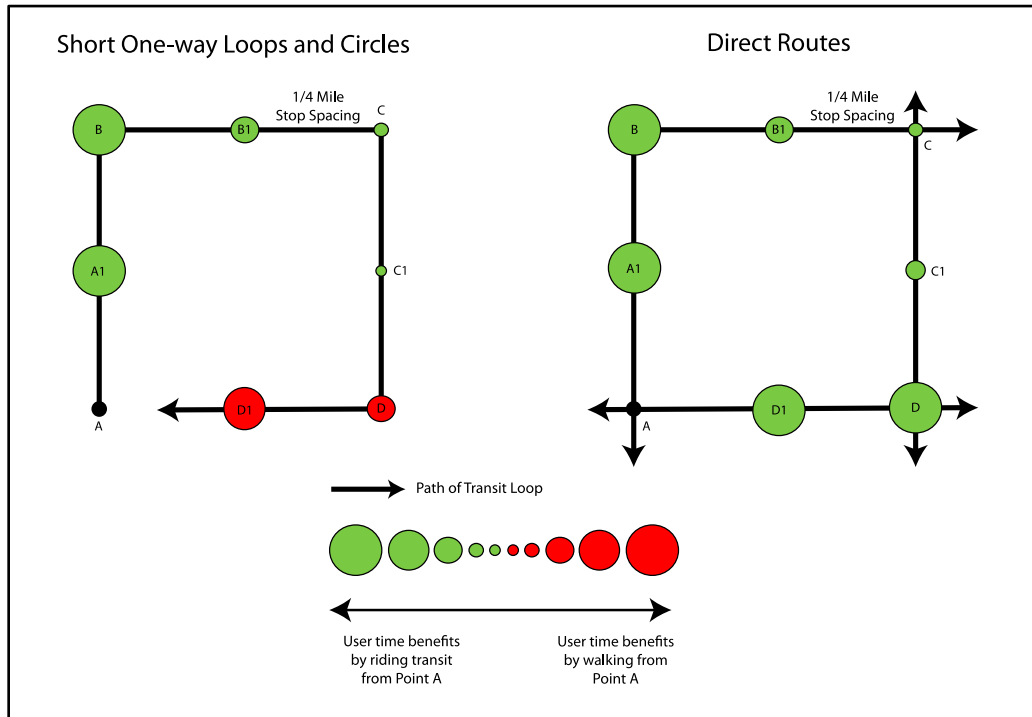 Short One-way Loops and Circles
B
B1
1/4 Mile
Stop Spacing
C
A1
C1
A
D1
D
Direct Routes
B
B1
1/4 Mile
Stop Spacing
C
A1
C1
A
D1
D
Path of Transit Loop
User time benefits
by riding transit
from Point A
User time benefits
by walking from
Point A